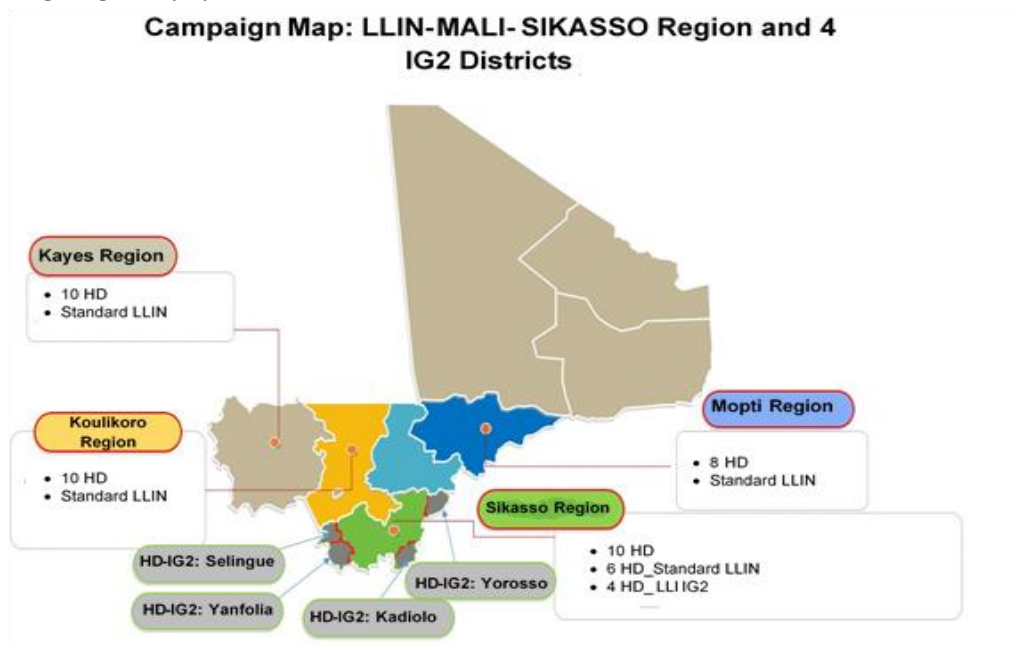 Campaign Map: LLIN-MALI- SIKASSO Region and 4
IG2 Districts
Kayes Region
• 10 HD
• Standard LLIN
Koulikoro
Region
• 10 HD
• Standard LLIN
Mopti Region
• 8 HD
• Standard LLIN
Sikasso Region
• 10 HD
• 6 HD_Standard LLIN
• 4 HD_LLI IG2
HD-IG2: Selingue
HD-IG2: Yorosso
HD-IG2: Yanfolia
HD-IG2: Kadiolo